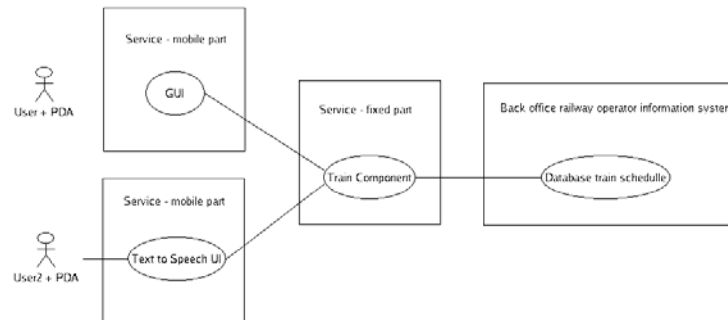 Service - mobile part
GUI
User + PDA
Service - fixed part
Back office railway operator information system
Train Component
Database train schedulle
Service - mobile part
Text to Speech UI
User2 + PDA